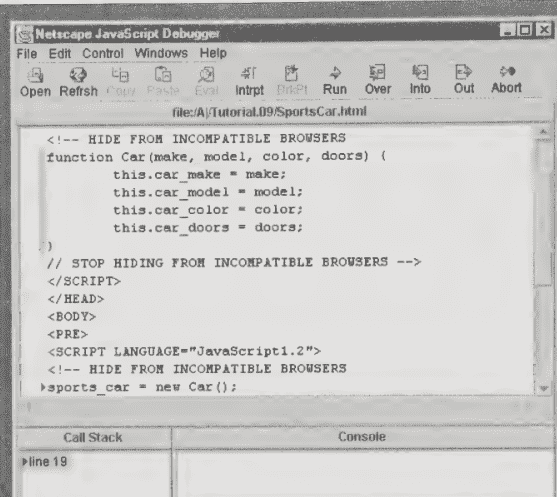 Netscape JavaScript Debugger
File Edit Control Windows Help
Open Refrsh Copy Paste Eval Intrpt BrkPt Run Over Into Out Abort
file:/A|/Tutorial.09/SportsCar.html
<!-- HIDE FROM INCOMPATIBLE BROWSERS
function Car(make, model, color, doors) {
this.car_make = make;
this.car_model = model;
this.car_color = color;
this.car_doors = doors;
}
// STOP HIDING FROM INCOMPATIBLE BROWSERS -->
</SCRIPT>
</HEAD>
<BODY>
<PRE>
<SCRIPT LANGUAGE="JavaScript1.2">
<!-- HIDE FROM INCOMPATIBLE BROWSERS
sports_car = new Car();
Call Stack Console
line 19